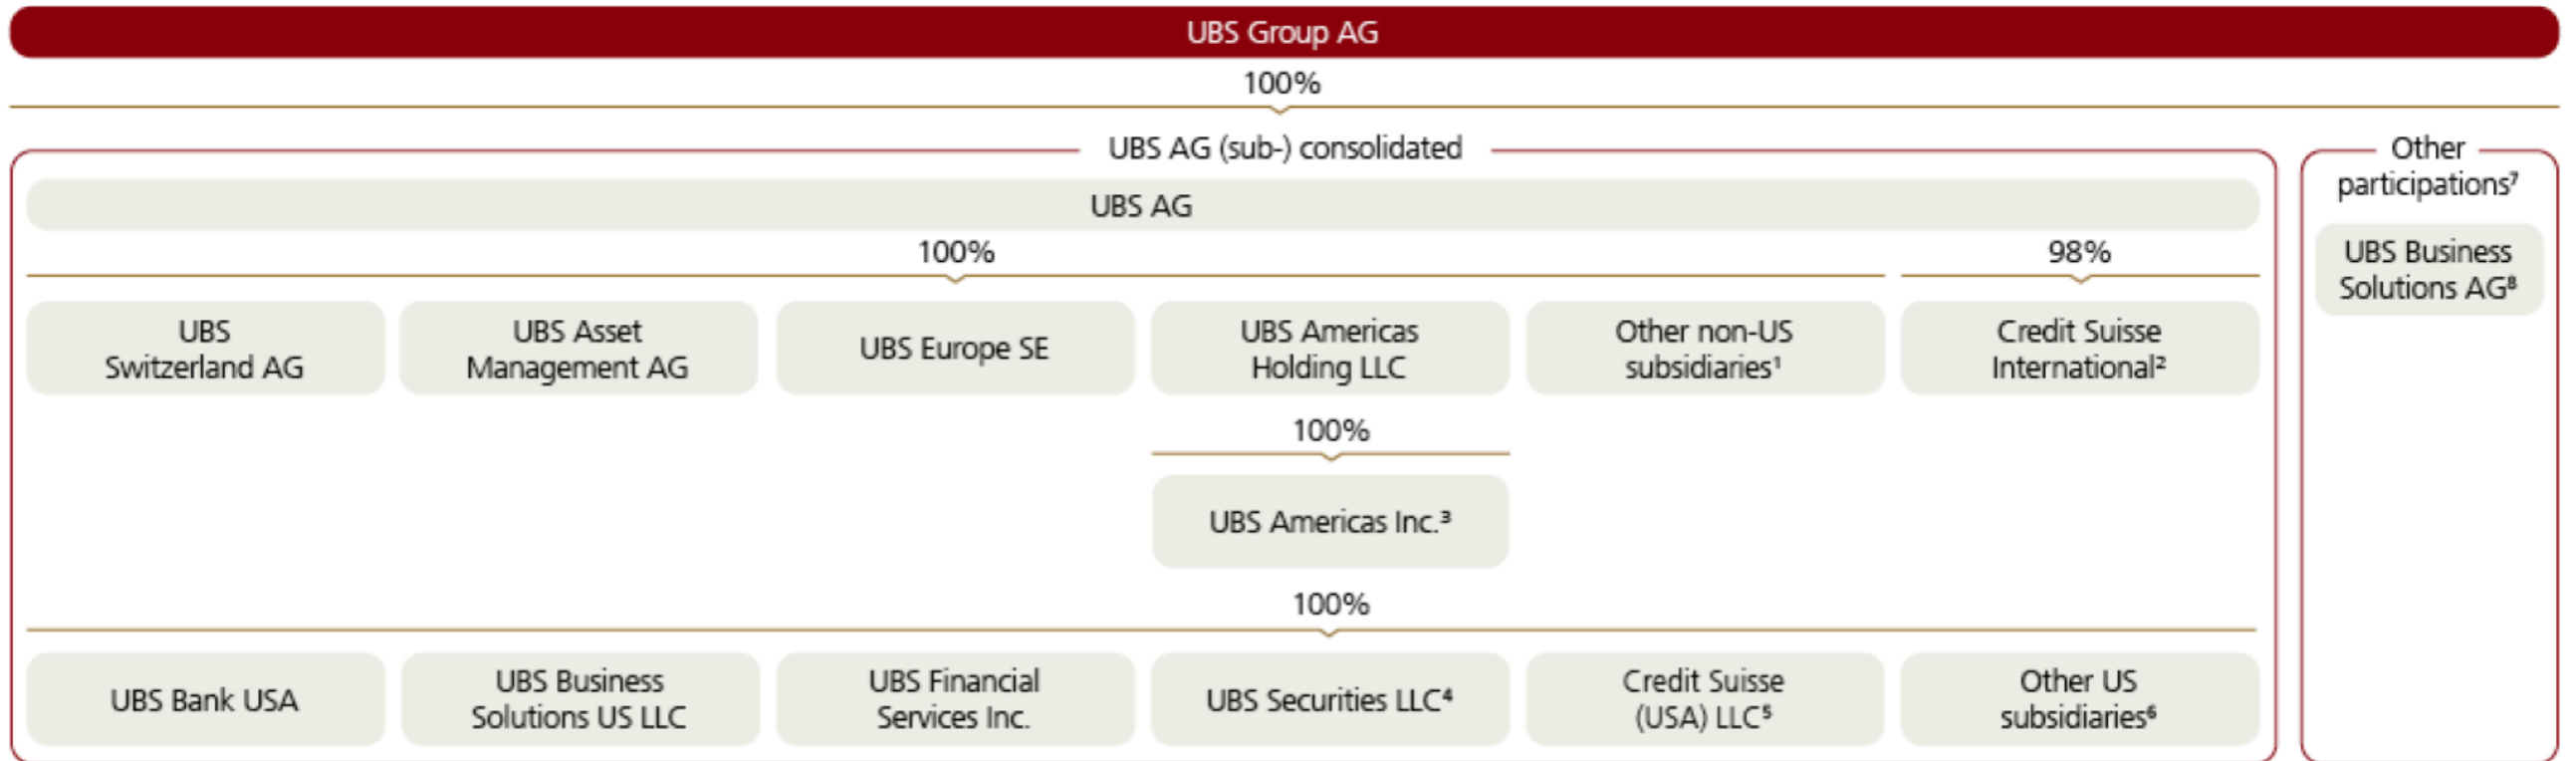 UBS Group AG
100%
UBS AG (sub-) consolidated
Other
participations⁷
UBS AG
UBS Business
Solutions AG⁸
100%
98%
UBS
Switzerland AG
UBS Asset
Management AG
UBS Europe SE
UBS Americas
Holding LLC
Other non-US
subsidiaries¹
Credit Suisse
International²
100%
UBS Americas Inc.³
100%
UBS Bank USA
UBS Business
Solutions US LLC
UBS Financial
Services Inc.
UBS Securities LLC⁴
Credit Suisse
(USA) LLC⁵
Other US
subsidiaries⁶